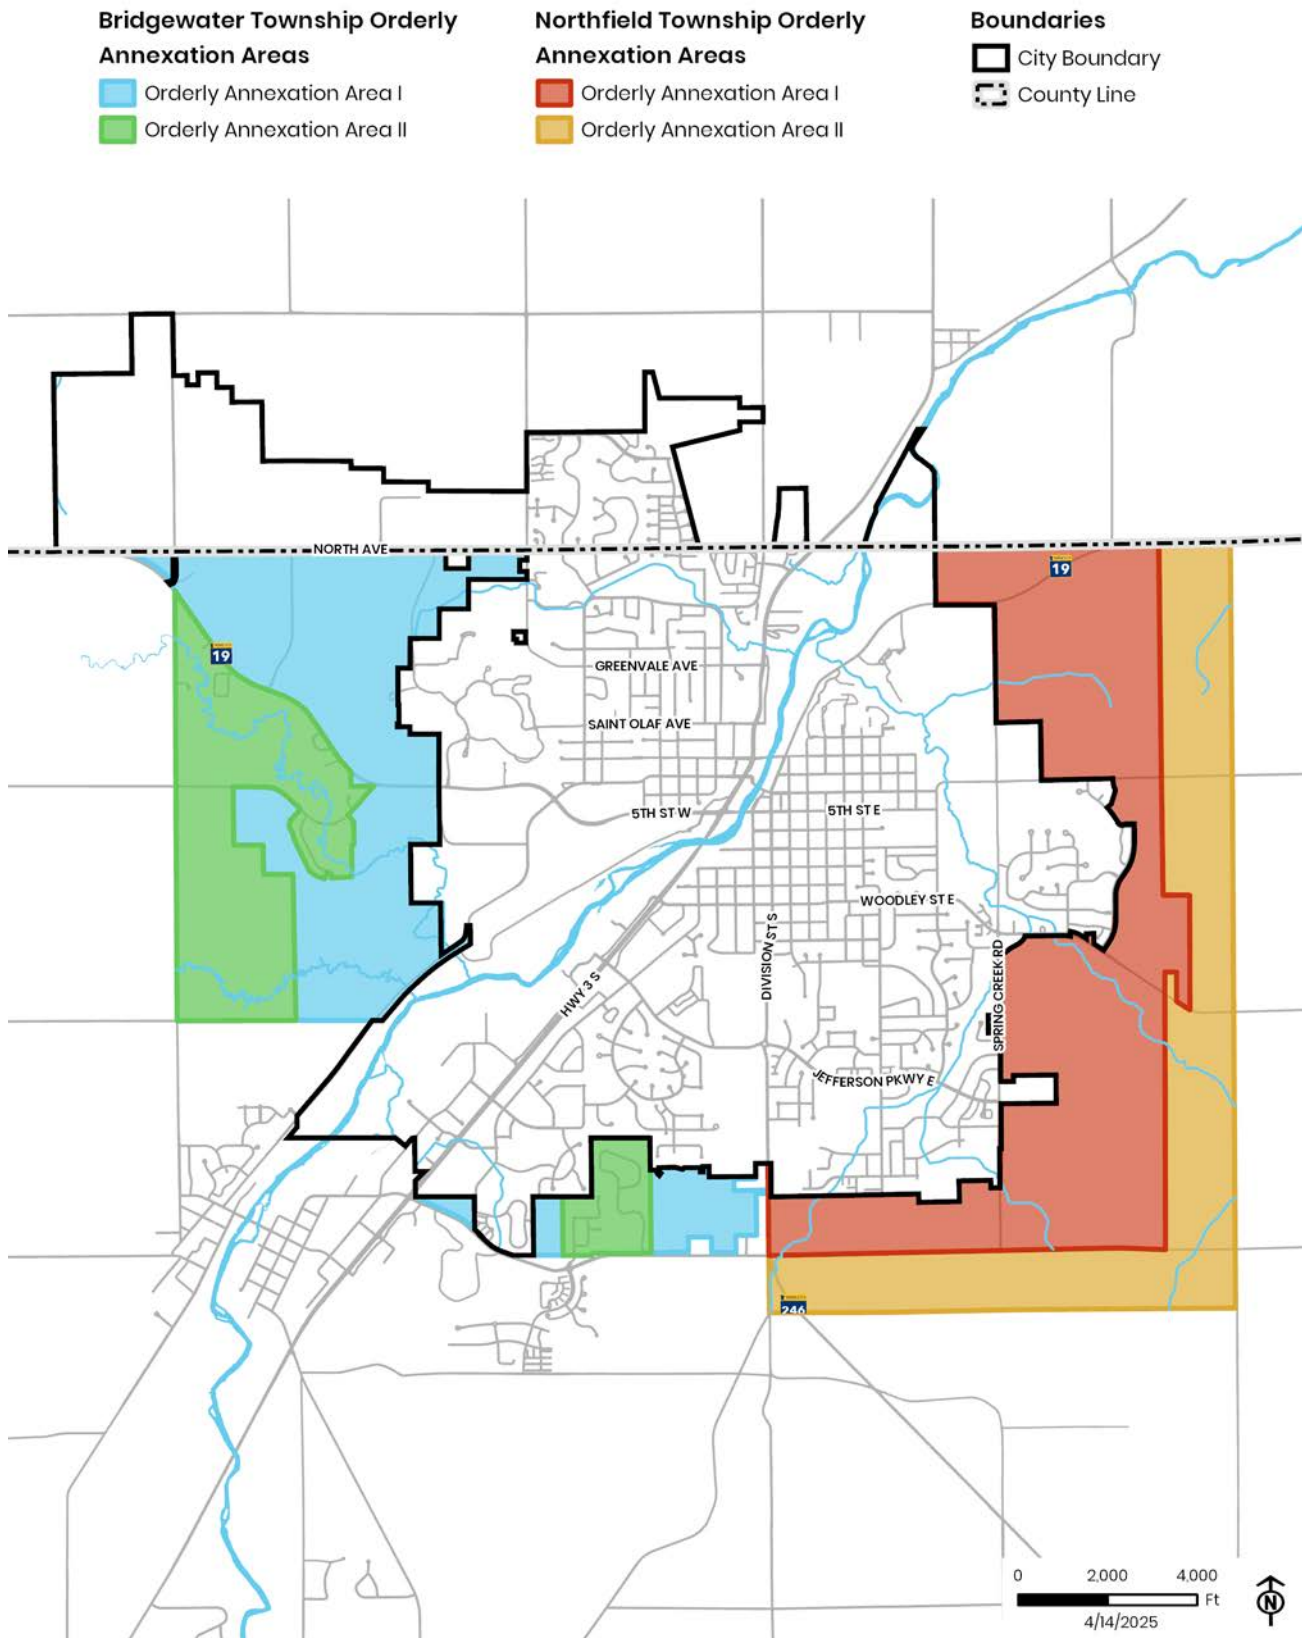 Bridgewater Township Orderly
Annexation Areas
Orderly Annexation Area I
Orderly Annexation Area II
Northfield Township Orderly
Annexation Areas
Orderly Annexation Area I
Orderly Annexation Area II
Boundaries
City Boundary
County Line
NORTH AVE
19
19
GREENVALE AVE
SAINT OLAF AVE
5TH ST W
5TH ST E
WOODLEY ST E
DIVISION ST S
SPRING CREEK RD
HWY 3 S
JEFFERSON PKWY E
246
0 2,000 4,000
Ft
4/14/2025
N